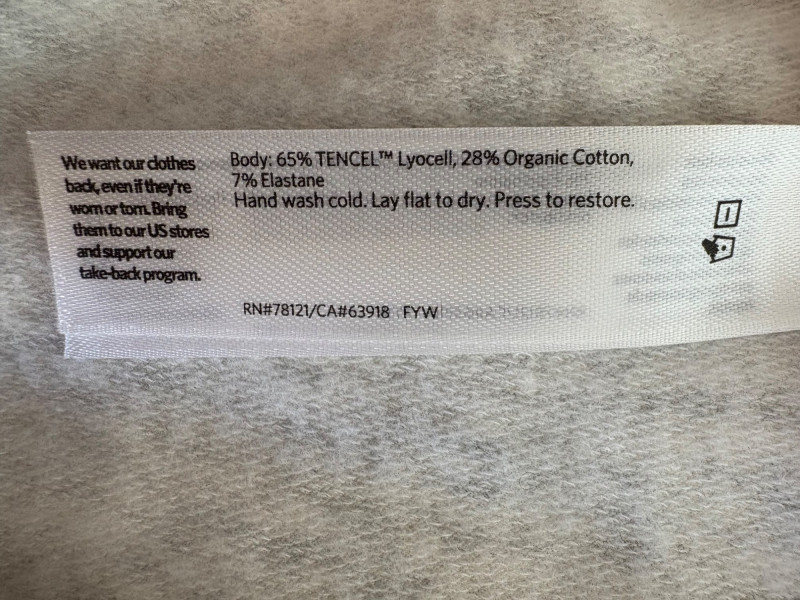 We want our clothes
back, even if they're
worn or torn. Bring
them to our US stores
and support our
take-back program.
Body: 65% TENCEL™ Lyocell, 28% Organic Cotton,
7% Elastane
Hand wash cold. Lay flat to dry. Press to restore.
RN#78121/CA#63918 FYW